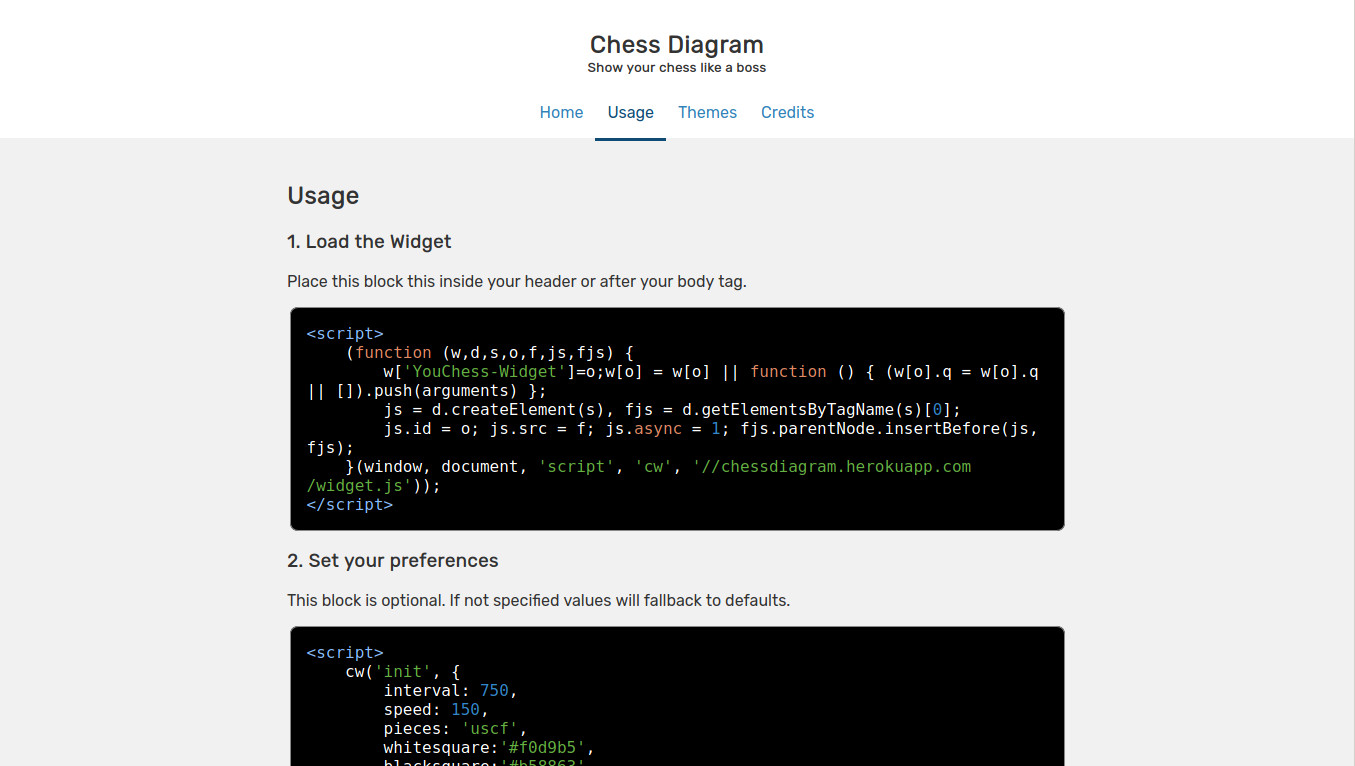 Chess Diagram
Show your chess like a boss
Home Usage Themes Credits
Usage
1. Load the Widget
Place this block this inside your header or after your body tag.
<script>
    (function (w,d,s,o,f,js,fjs) {
        w['YouChess-Widget']=o;w[o] = w[o] || function () { (w[o].q = w[o].q
|| []).push(arguments) };
        js = d.createElement(s), fjs = d.getElementsByTagName(s)[0];
        js.id = o; js.src = f; js.async = 1; fjs.parentNode.insertBefore(js,
fjs);
    }(window, document, 'script', 'cw', '//chessdiagram.herokuapp.com
/widget.js'));
</script>
2. Set your preferences
This block is optional. If not specified values will fallback to defaults.
<script>
    cw('init', {
        interval: 750,
        speed: 150,
        pieces: 'uscf',
        whitesquare:'#f0d9b5',
        blacksquare:'#b58863'